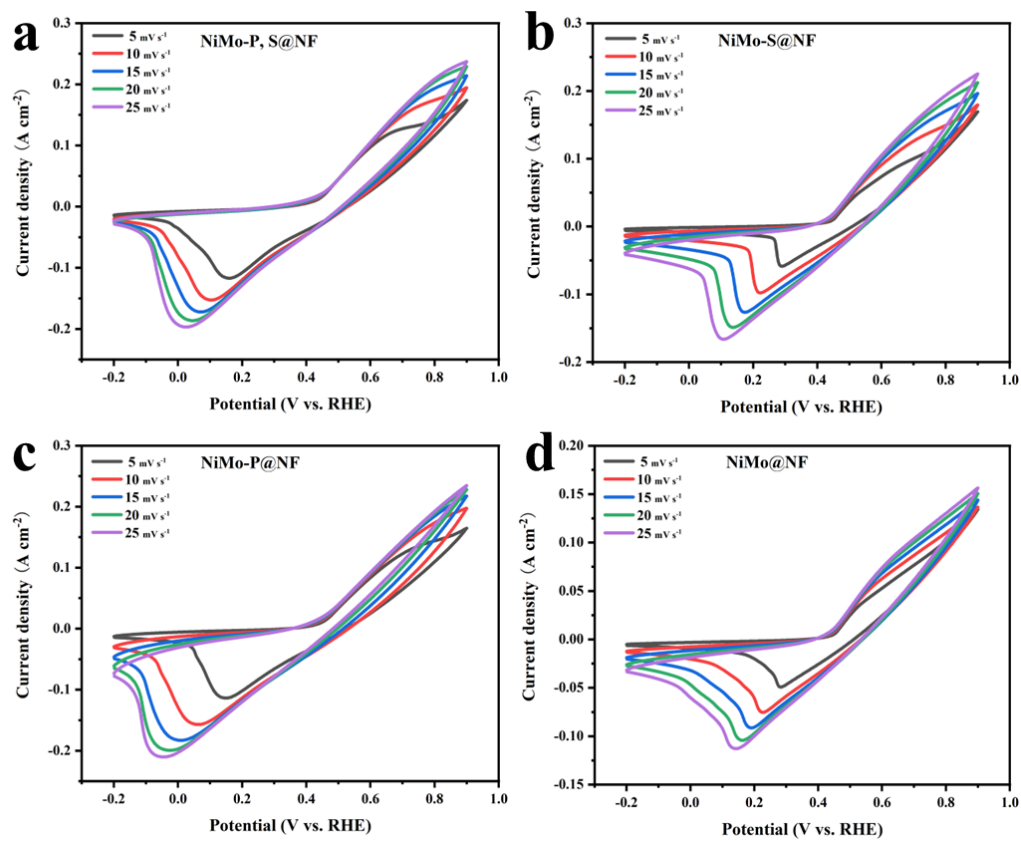 a
NiMo-P, S@NF
5 mV s⁻¹
10 mV s⁻¹
15 mV s⁻¹
20 mV s⁻¹
25 mV s⁻¹
Current density (A cm⁻²)
0.3
0.2
0.1
0.0
-0.1
-0.2
-0.2 0.0 0.2 0.4 0.6 0.8 1.0
Potential (V vs. RHE)
b
NiMo-S@NF
5 mV s⁻¹
10 mV s⁻¹
15 mV s⁻¹
20 mV s⁻¹
25 mV s⁻¹
Current density (A cm⁻²)
0.3
0.2
0.1
0.0
-0.1
-0.2
-0.2 0.0 0.2 0.4 0.6 0.8 1.0
Potential (V vs. RHE)
c
NiMo-P@NF
5 mV s⁻¹
10 mV s⁻¹
15 mV s⁻¹
20 mV s⁻¹
25 mV s⁻¹
Current density (A cm⁻²)
0.3
0.2
0.1
0.0
-0.1
-0.2
-0.2 0.0 0.2 0.4 0.6 0.8 1.0
Potential (V vs. RHE)
d
NiMo@NF
5 mV s⁻¹
10 mV s⁻¹
15 mV s⁻¹
20 mV s⁻¹
25 mV s⁻¹
Current density (A cm⁻²)
0.20
0.15
0.10
0.05
0.00
-0.05
-0.10
-0.15
-0.2 0.0 0.2 0.4 0.6 0.8 1.0
Potential (V vs. RHE)